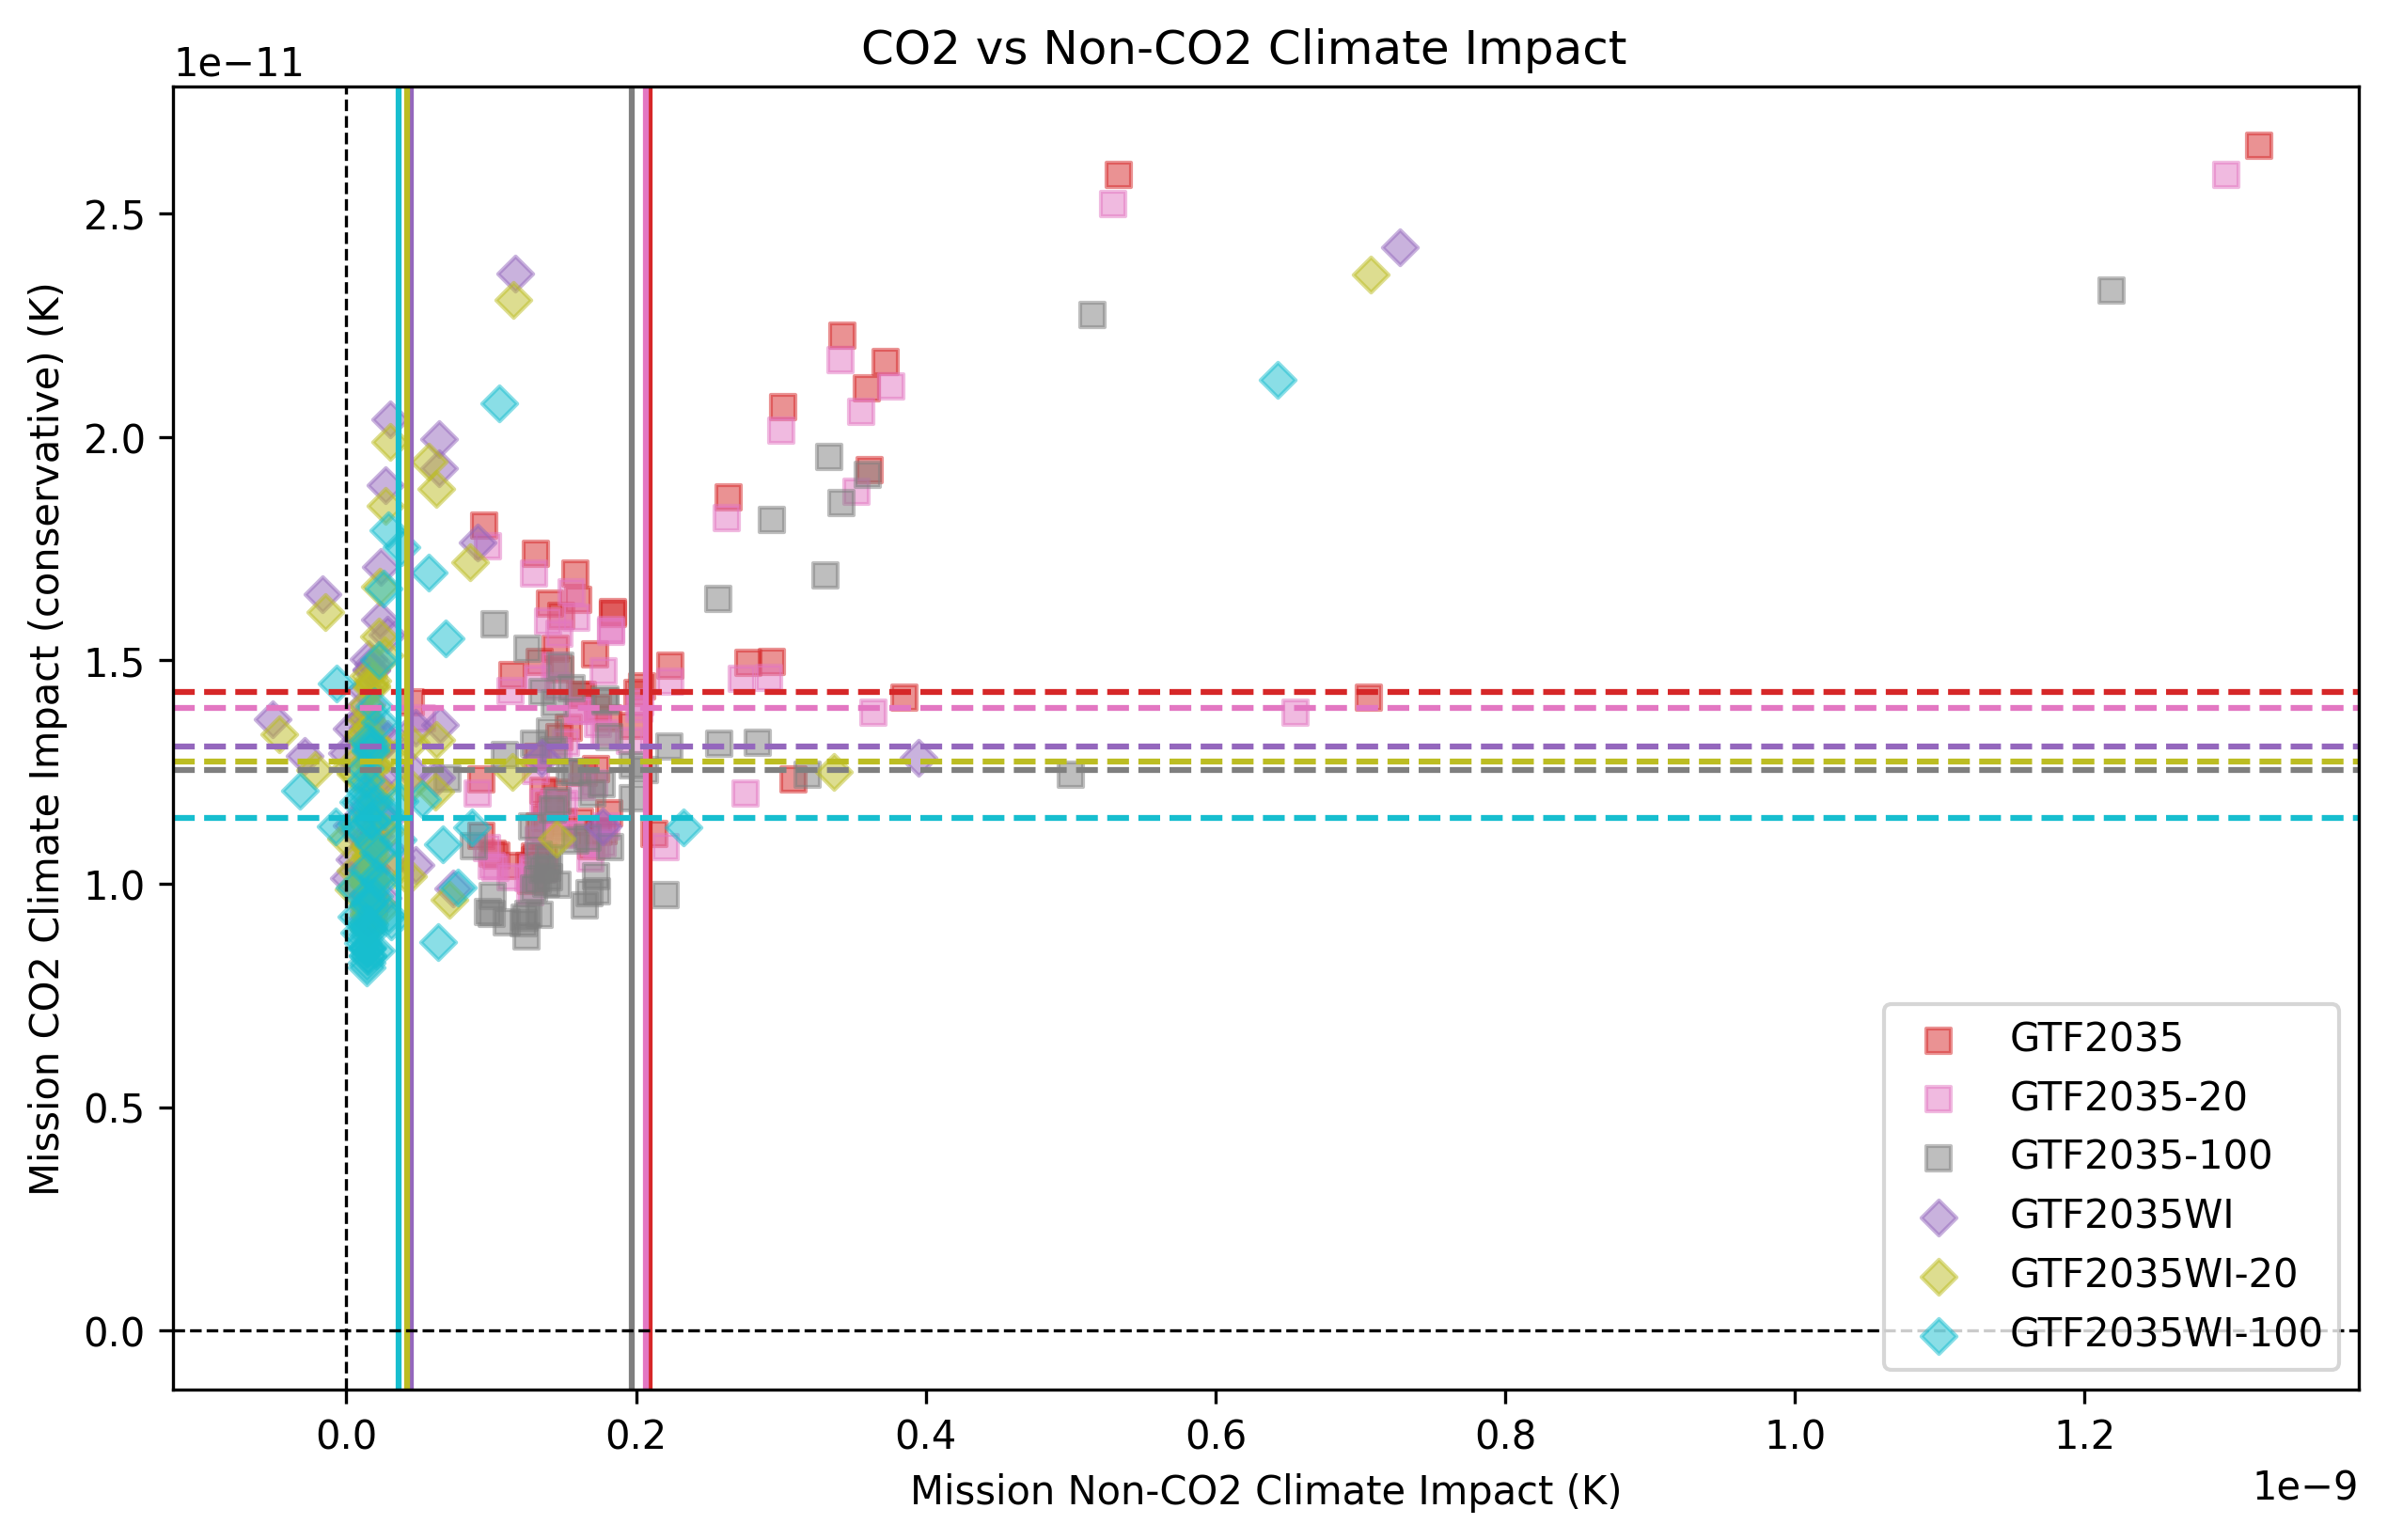 CO2 vs Non-CO2 Climate Impact
1e−11
Mission CO2 Climate Impact (conservative) (K)
2.5
2.0
1.5
1.0
0.5
0.0
GTF2035
GTF2035-20
GTF2035-100
GTF2035WI
GTF2035WI-20
GTF2035WI-100
0.0 0.2 0.4 0.6 0.8 1.0 1.2
Mission Non-CO2 Climate Impact (K)
1e−9